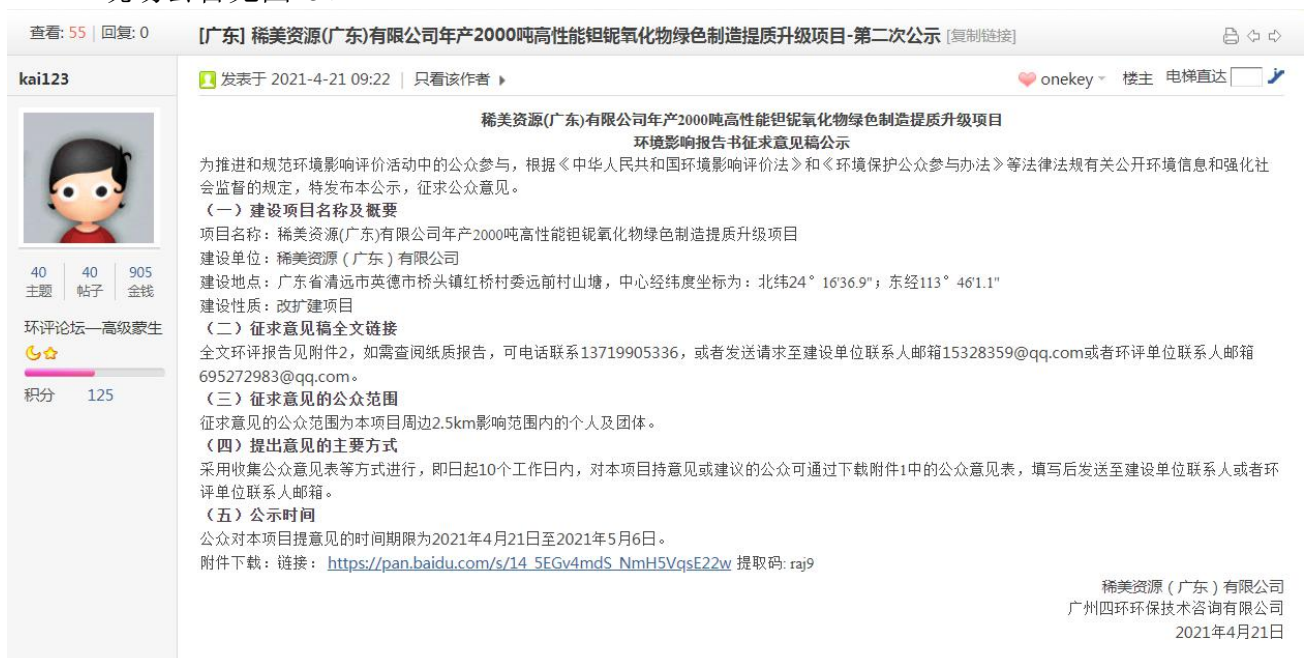 查看: 55 | 回复: 0
[广东] 稀美资源(广东)有限公司年产2000吨高性能钽铌氧化物绿色制造提质升级项目-第二次公示 [复制链接]
kai123
发表于 2021-4-21 09:22 | 只看该作者
onekey 楼主 电梯直达
稀美资源(广东)有限公司年产2000吨高性能钽铌氧化物绿色制造提质升级项目
环境影响报告书征求意见稿公示
为推进和规范环境影响评价活动中的公众参与，根据《中华人民共和国环境影响评价法》和《环境保护公众参与办法》等法律法规有关公开环境信息和强化社
会监督的规定，特发布本公示，征求公众意见。
（一）建设项目名称及概要
项目名称：稀美资源(广东)有限公司年产2000吨高性能钽铌氧化物绿色制造提质升级项目
建设单位：稀美资源（广东）有限公司
建设地点：广东省清远市英德市桥头镇红桥村委远前村山塘，中心经纬度坐标为：北纬24° 16'36.9"；东经113° 46'1.1"
建设性质：改扩建项目
（二）征求意见稿全文链接
全文环评报告见附件2，如需查阅纸质报告，可电话联系13719905336，或者发送请求至建设单位联系人邮箱15328359@qq.com或者环评单位联系人邮箱
695272983@qq.com。
（三）征求意见的公众范围
征求意见的公众范围为本项目周边2.5km影响范围内的个人及团体。
（四）提出意见的主要方式
采用收集公众意见表等方式进行，即日起10个工作日内，对本项目持意见或建议的公众可通过下载附件1中的公众意见表，填写后发送至建设单位联系人或者环
评单位联系人邮箱。
（五）公示时间
公众对本项目提意见的时间期限为2021年4月21日至2021年5月6日。
附件下载：链接： https://pan.baidu.com/s/14_5EGv4mdS_NmH5VqsE22w 提取码: raj9
稀美资源（广东）有限公司
广州四环环保技术咨询有限公司
2021年4月21日
40 40 905
主题 帖子 金钱
环评论坛—高级蒙生
积分 125